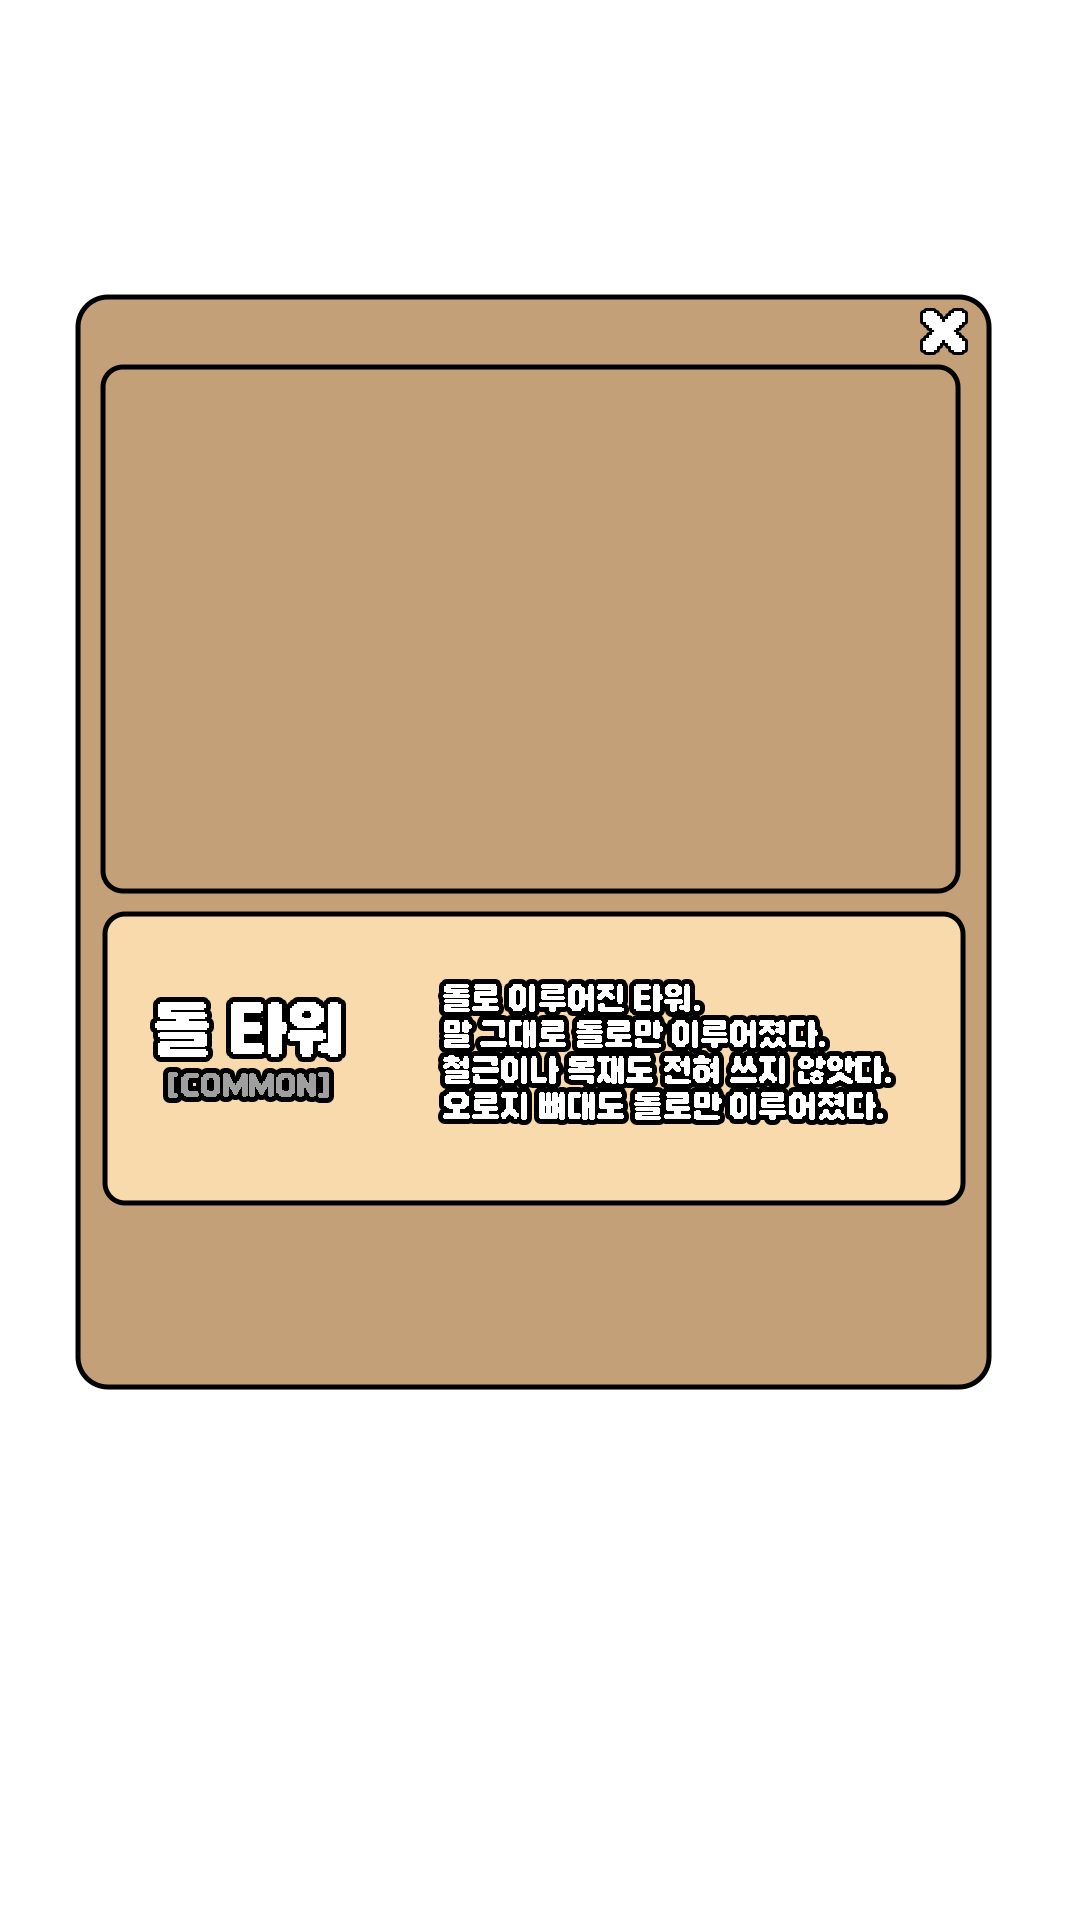 돌 타워
[COMMON]
돌로 이루어진 타워.
말 그대로 돌로만 이루어졌다.
철근이나 목재도 전혀 쓰지 않앗다.
오로지 뼈대도 돌로만 이루어졌다.